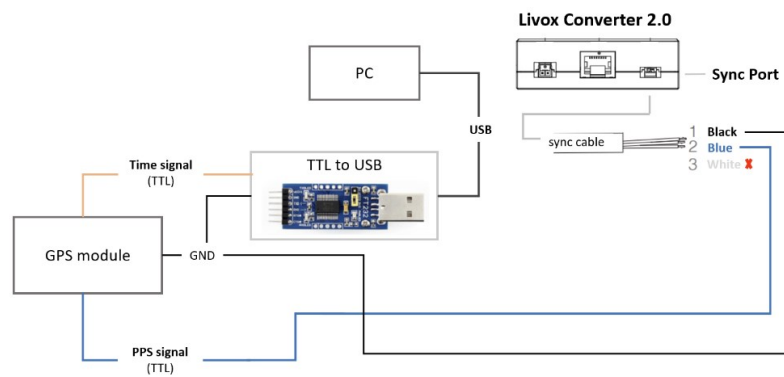 Livox Converter 2.0
PC
Sync Port
USB
sync cable
1 Black
2 Blue
3 White X
Time signal
(TTL)
TTL to USB
GPS module
GND
PPS signal
(TTL)